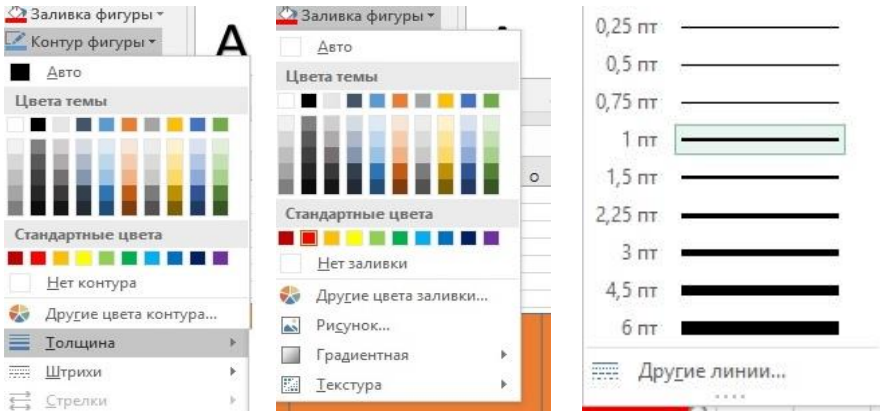 Заливка фигуры
Контур фигуры
А
Авто
Цвета темы
Стандартные цвета
Нет контура
Другие цвета контура...
Толщина
Штрихи
Стрелки
Заливка фигуры
Авто
Цвета темы
о
Стандартные цвета
Нет заливки
Другие цвета заливки...
Рисунок...
Градиентная
Текстура
0,25 пт
0,5 пт
0,75 пт
1 пт
1,5 пт
2,25 пт
3 пт
4,5 пт
6 пт
Другие линии...